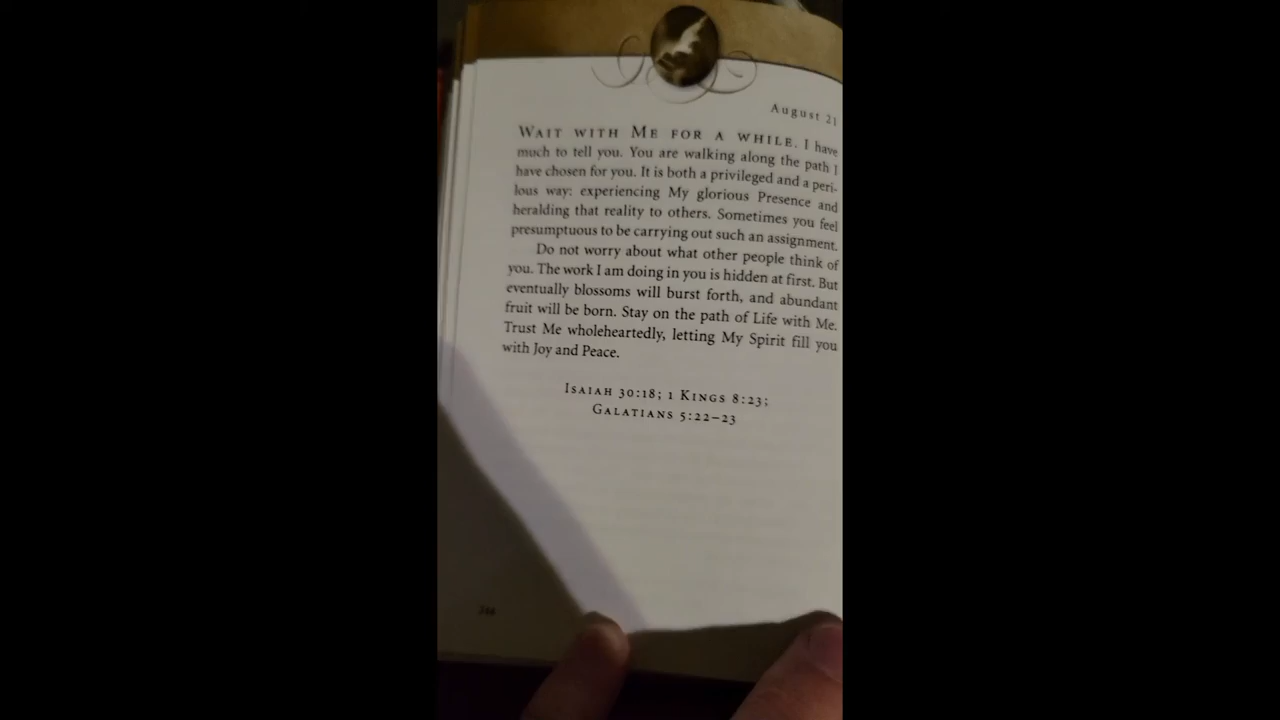 August 21
WAIT WITH ME FOR A WHILE. I have
much to tell you. You are walking along the path I
have chosen for you. It is both a privileged and a peri-
lous way: experiencing My glorious Presence and
heralding that reality to others. Sometimes you feel
presumptuous to be carrying out such an assignment.
Do not worry about what other people think of
you. The work I am doing in you is hidden at first. But
eventually blossoms will burst forth, and abundant
fruit will be born. Stay on the path of Life with Me.
Trust Me wholeheartedly, letting My Spirit fill you
with Joy and Peace.
ISAIAH 30:18; 1 KINGS 8:23;
GALATIANS 5:22–23